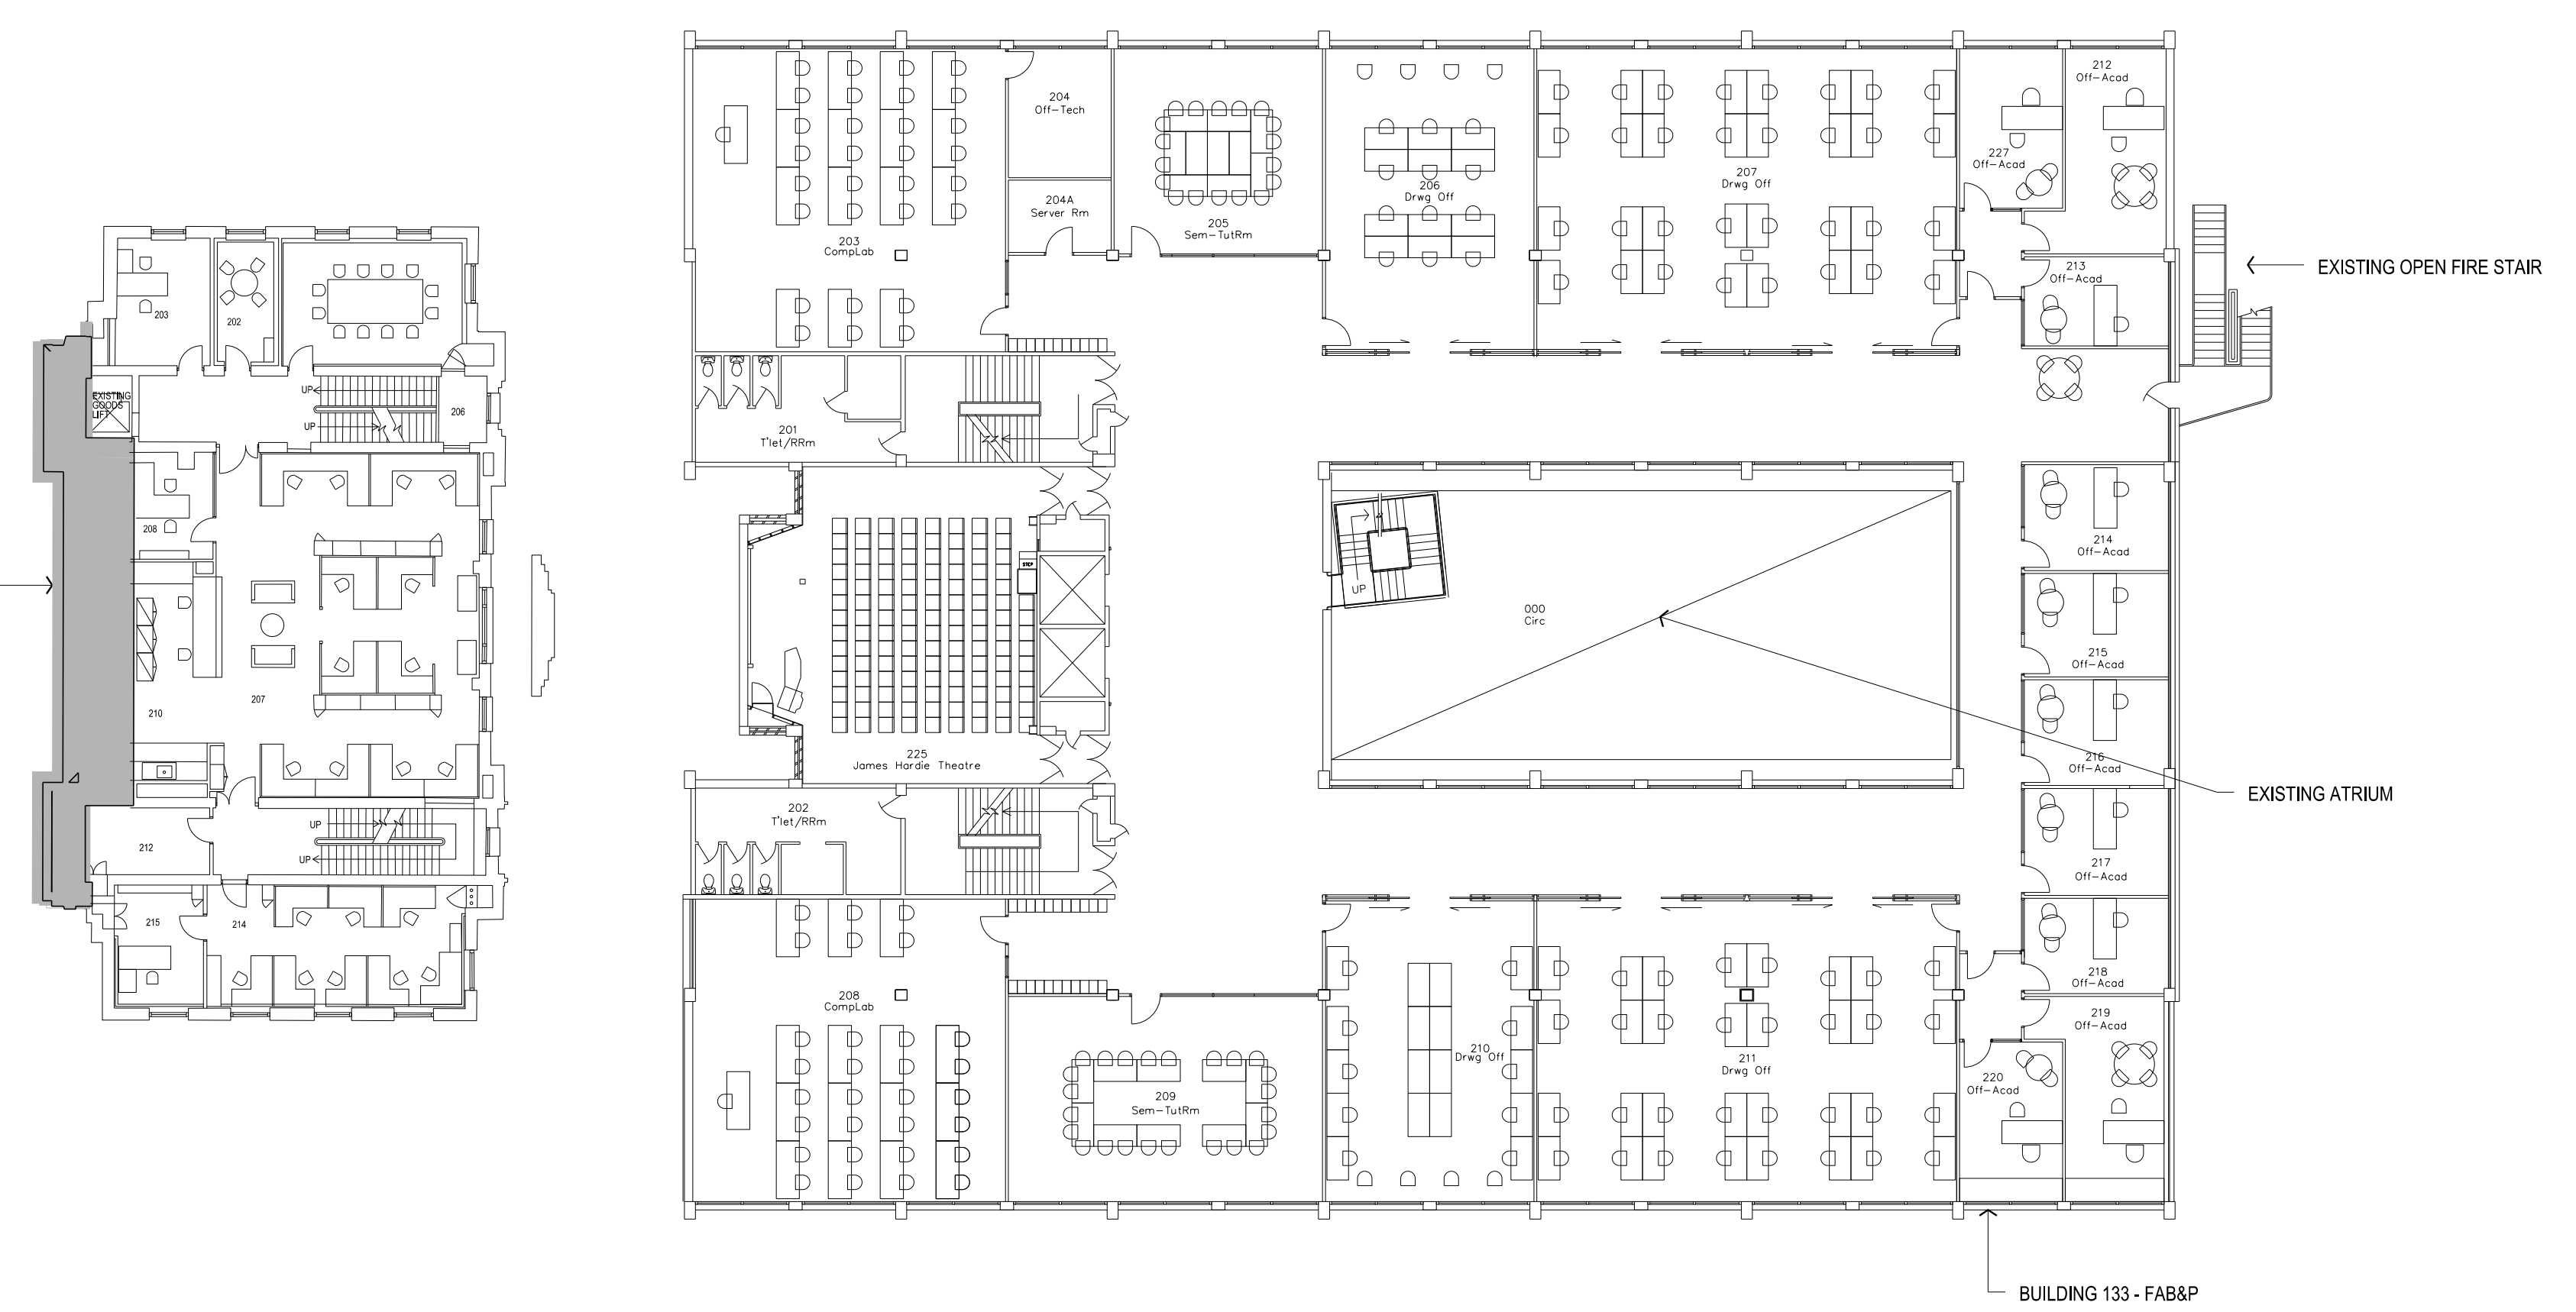 203
202
EXISTING
GOODS
LIFT
UP
UP
206
208
210
207
212
UP
UP
215
214
203
CompLab
204
Off-Tech
204A
Server Rm
205
Sem-TutRm
206
Drwg Off
207
Drwg Off
227
Off-Acad
212
Off-Acad
213
Off-Acad
EXISTING OPEN FIRE STAIR
201
T'let/RRm
UP
000
Circ
214
Off-Acad
215
Off-Acad
216
Off-Acad
EXISTING ATRIUM
225
James Hardie Theatre
202
T'let/RRm
217
Off-Acad
218
Off-Acad
208
CompLab
209
Sem-TutRm
210
Drwg Off
211
Drwg Off
220
Off-Acad
219
Off-Acad
BUILDING 133 - FAB&P